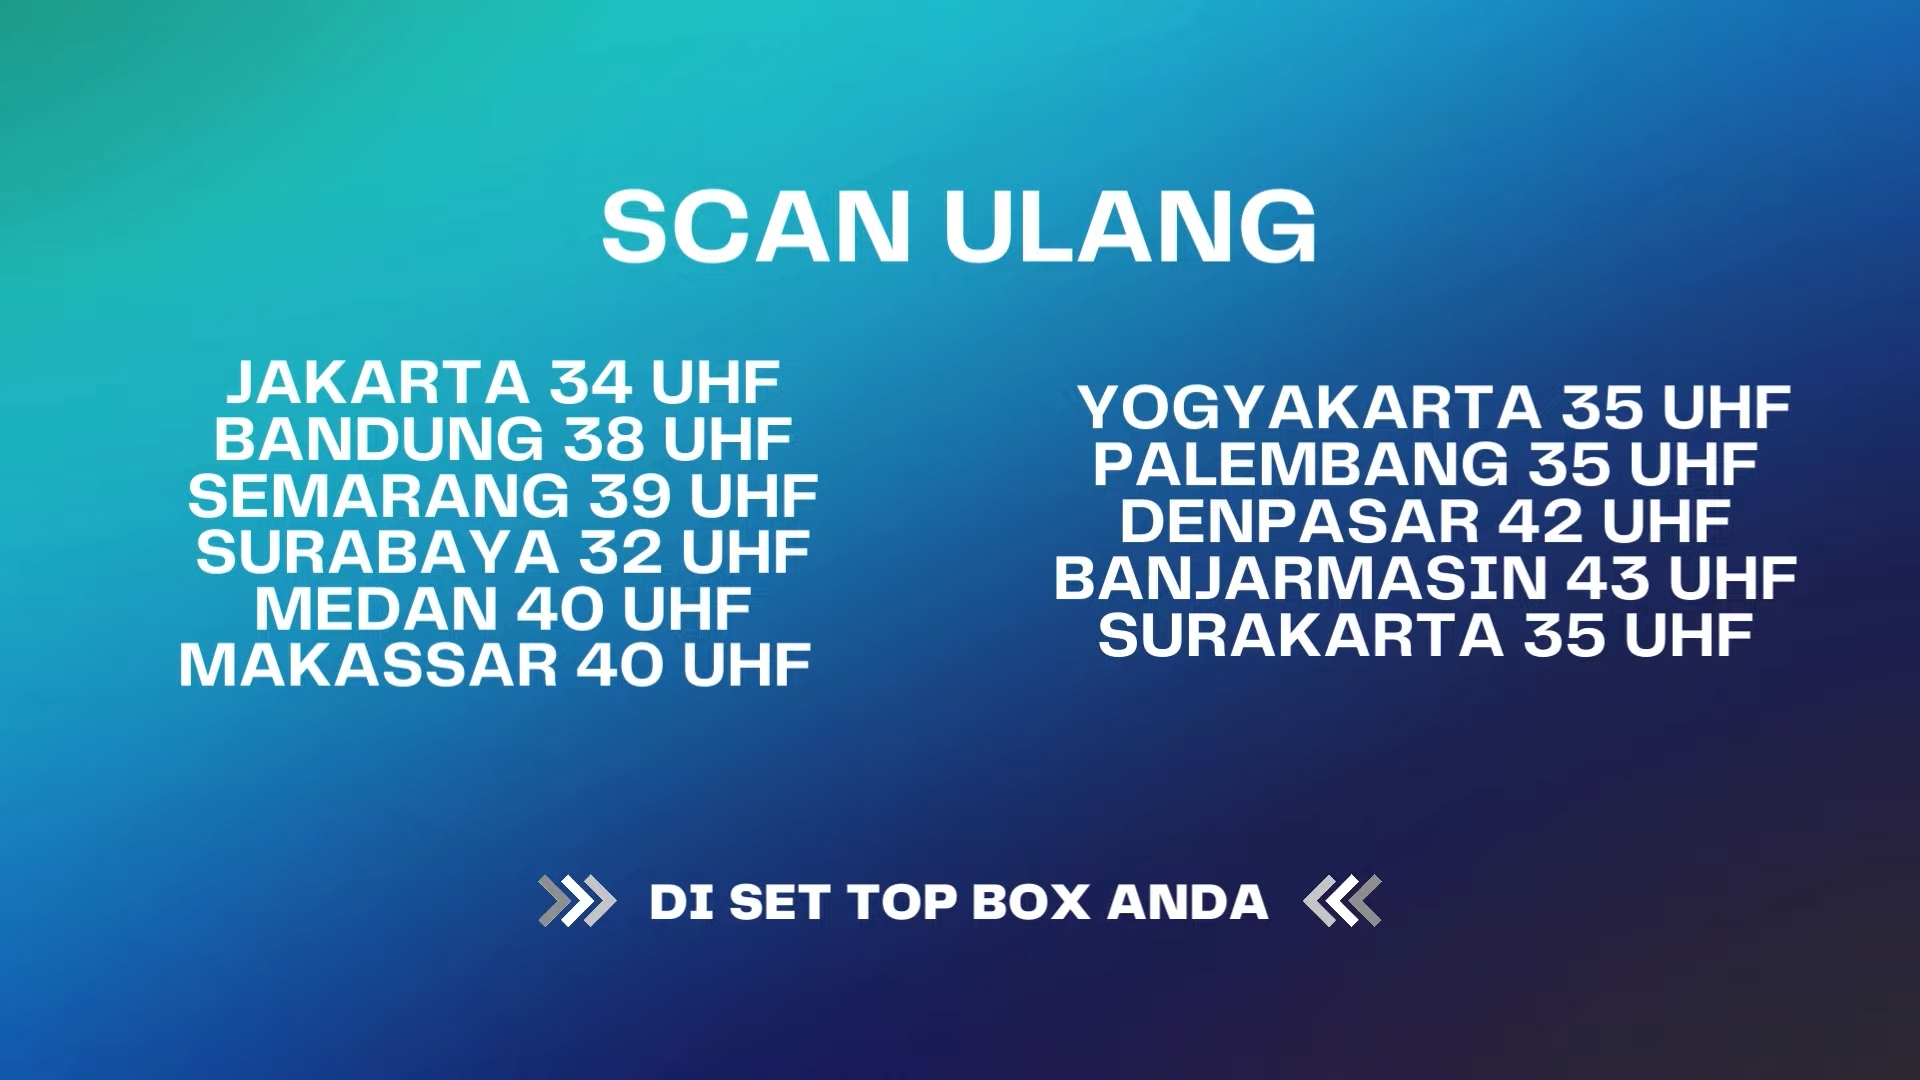 SCAN ULANG
JAKARTA 34 UHF
BANDUNG 38 UHF
SEMARANG 39 UHF
SURABAYA 32 UHF
MEDAN 40 UHF
MAKASSAR 40 UHF
YOGYAKARTA 35 UHF
PALEMBANG 35 UHF
DENPASAR 42 UHF
BANJARMASIN 43 UHF
SURAKARTA 35 UHF
DI SET TOP BOX ANDA